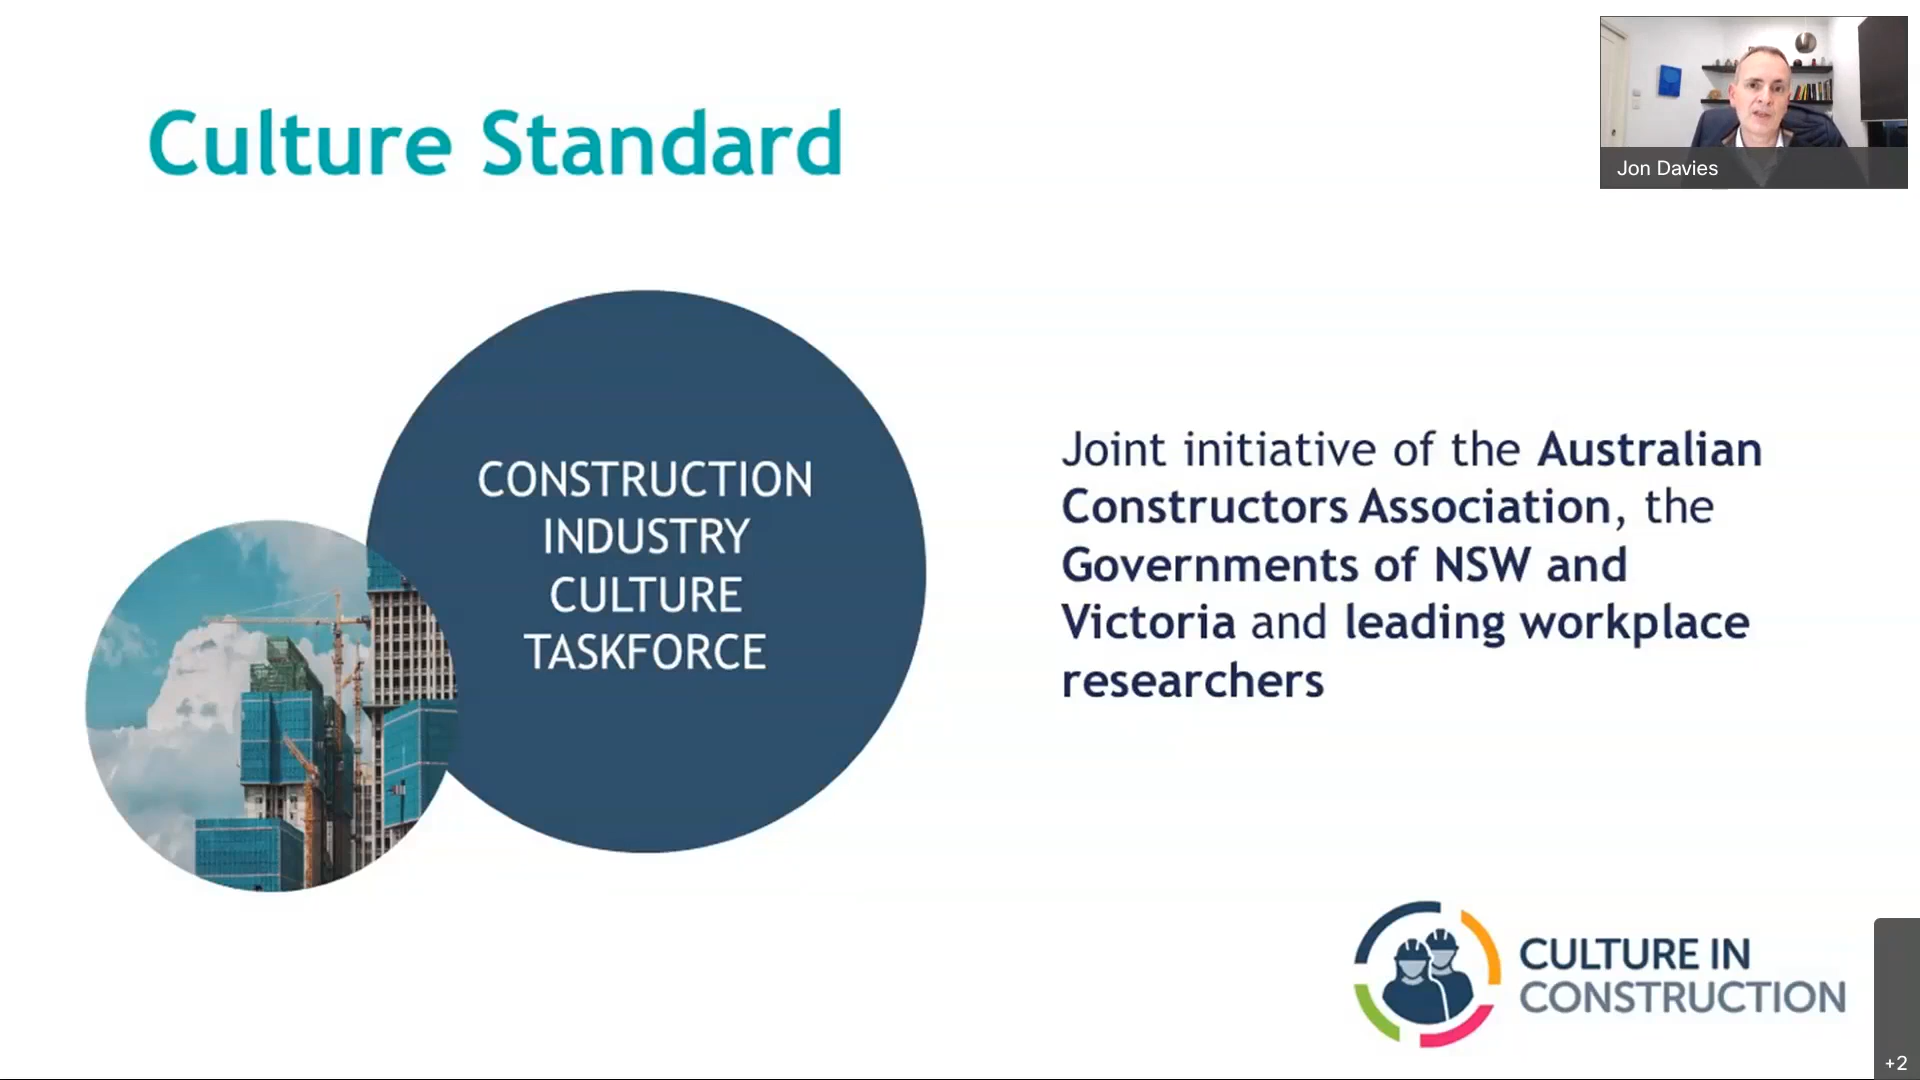 Culture Standard
Jon Davies
CONSTRUCTION
INDUSTRY
CULTURE
TASKFORCE
Joint initiative of the Australian
Constructors Association, the
Governments of NSW and
Victoria and leading workplace
researchers
CULTURE IN
CONSTRUCTION
+2